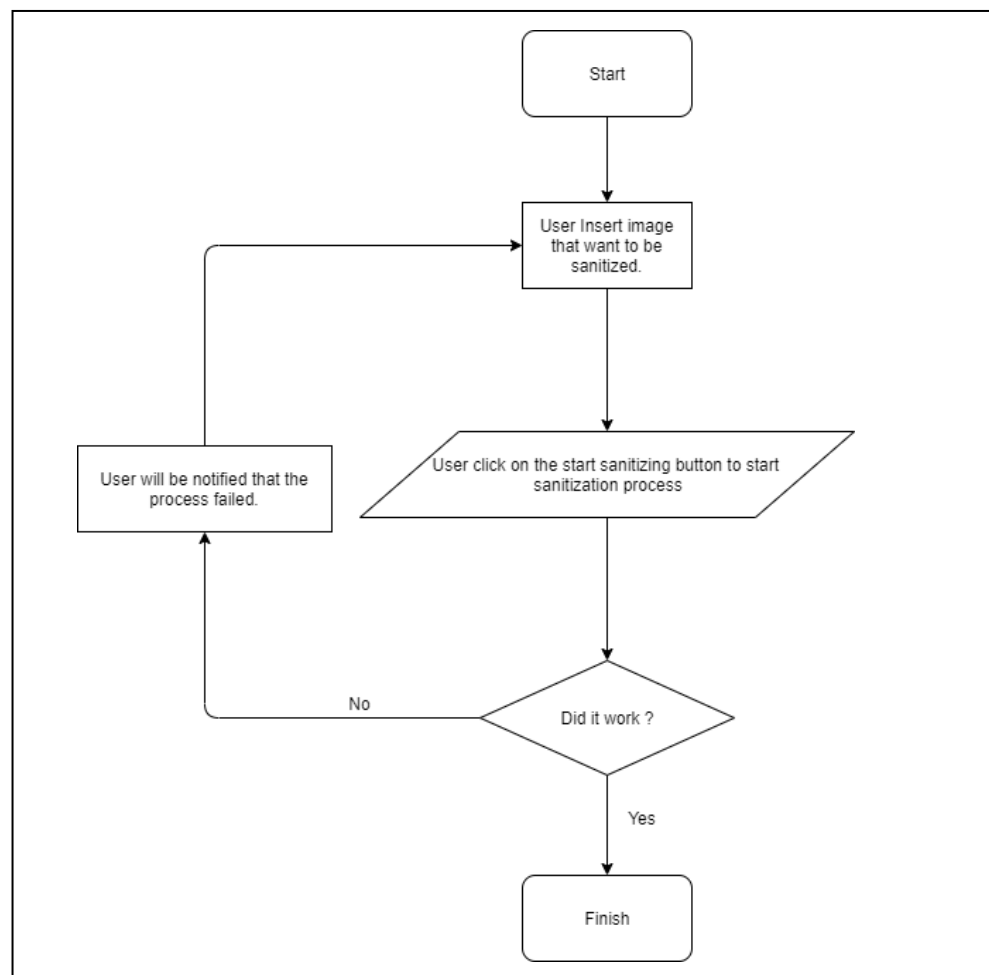 Start
User Insert image
that want to be
sanitized.
User click on the start sanitizing button to start
sanitization process
User will be notified that the
process failed.
Did it work ?
No
Yes
Finish